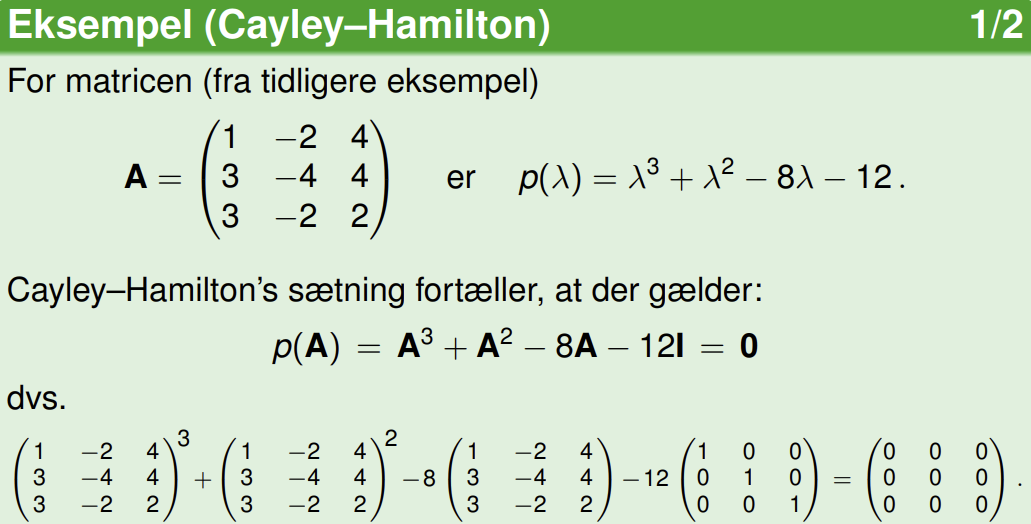 Eksempel (Cayley–Hamilton) 1/2
For matricen (fra tidligere eksempel)
A = (1 −2 4
3 −4 4
3 −2 2) er p(λ) = λ³ + λ² − 8λ − 12 .
Cayley–Hamilton's sætning fortæller, at der gælder:
p(A) = A³ + A² − 8A − 12I = 0
dvs.
(1 −2 4
3 −4 4
3 −2 2)³ + (1 −2 4
3 −4 4
3 −2 2)² −8 (1 −2 4
3 −4 4
3 −2 2) −12 (1 0 0
0 1 0
0 0 1) = (0 0 0
0 0 0
0 0 0) .